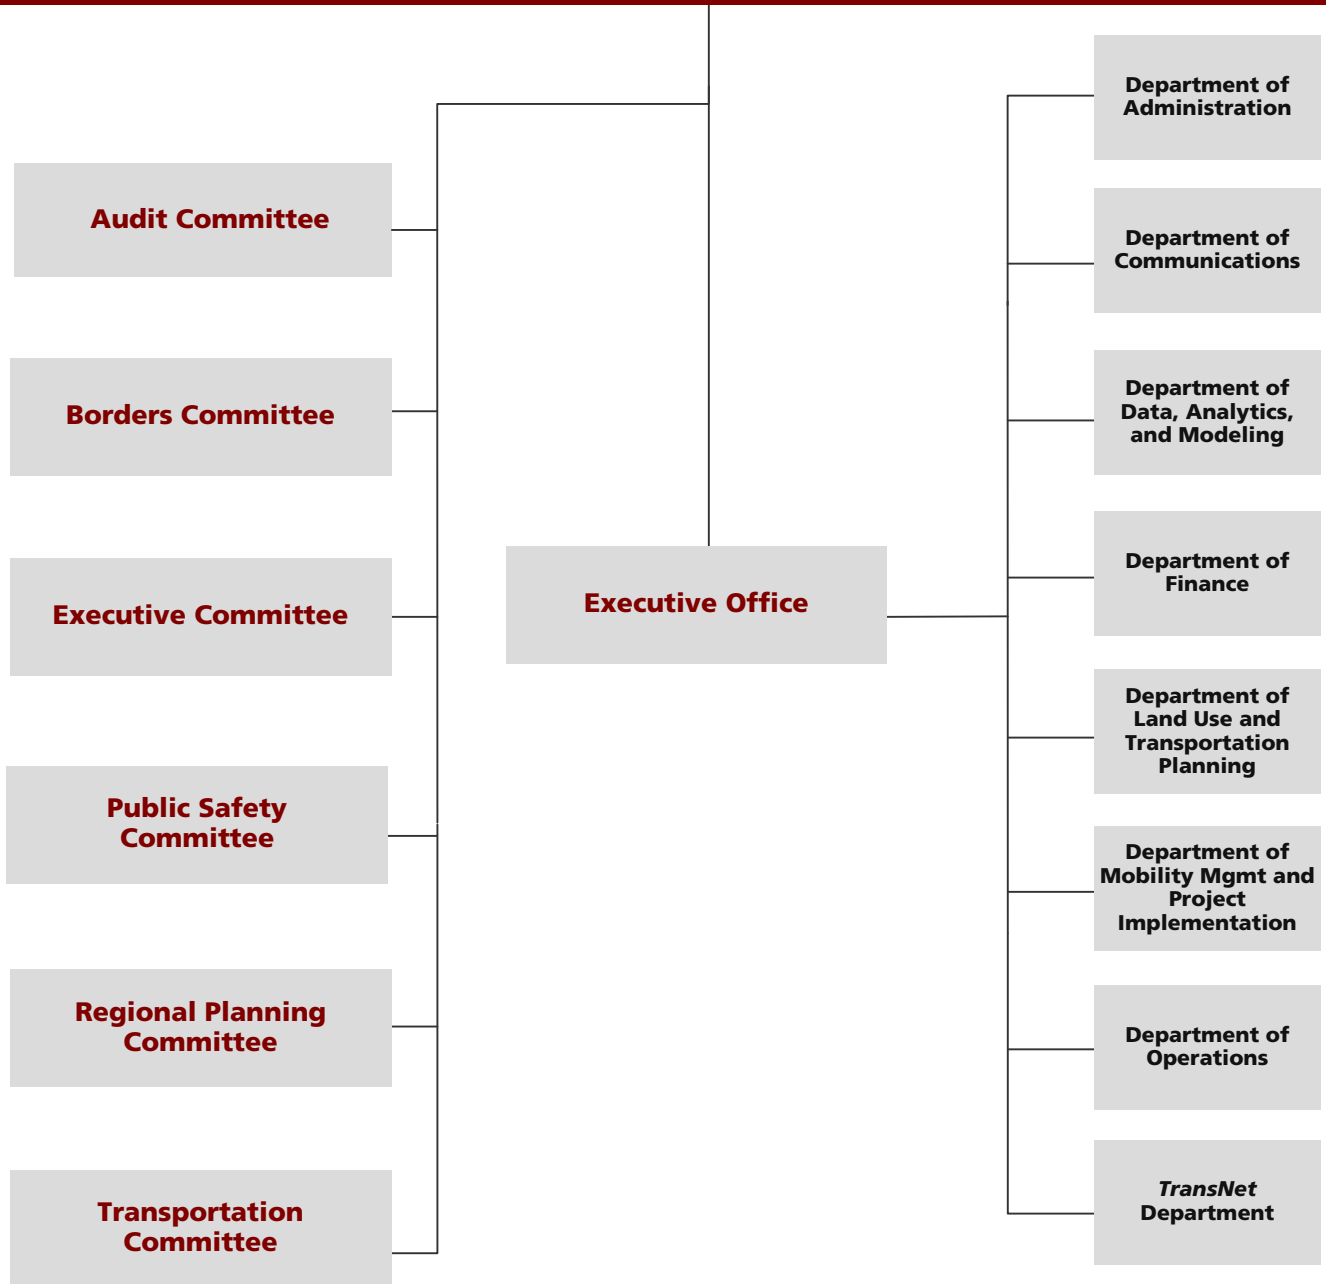 Audit Committee
Borders Committee
Executive Committee
Public Safety
Committee
Regional Planning
Committee
Transportation
Committee
Executive Office
Department of
Administration
Department of
Communications
Department of
Data, Analytics,
and Modeling
Department of
Finance
Department of
Land Use and
Transportation
Planning
Department of
Mobility Mgmt and
Project
Implementation
Department of
Operations
TransNet
Department